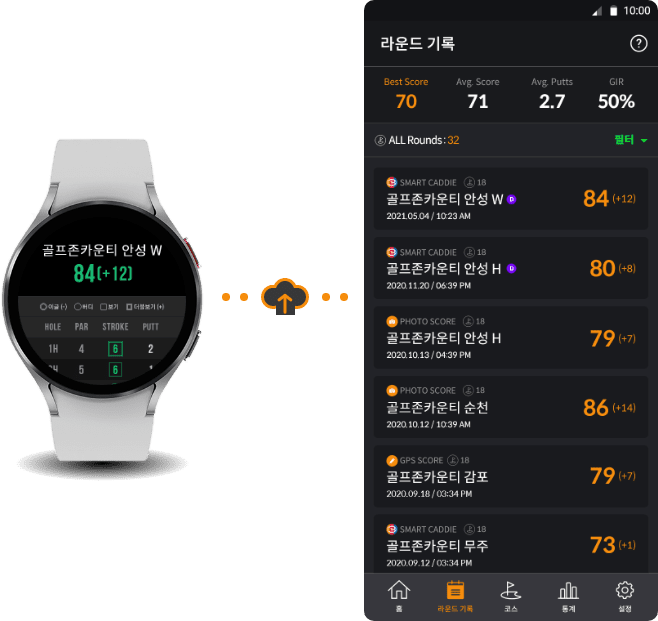 골프존카운티 안성 W
84(+12)
이글 (-) 버디 보기 더블보기 (+)
HOLE PAR STROKE PUTT
1H 4 6 2
5 6
10:00
라운드 기록
Best Score Avg. Score Avg. Putts GIR
70 71 2.7 50%
ALL Rounds : 32 필터
SMART CADDIE 18
골프존카운티 안성 W D
84 (+12)
2021.05.04 / 10:23 AM
SMART CADDIE 18
골프존카운티 안성 H D
80 (+8)
2020.11.20 / 06:39 PM
PHOTO SCORE 18
골프존카운티 안성 H
79 (+7)
2020.10.13 / 04:39 PM
PHOTO SCORE 18
골프존카운티 순천
86 (+14)
2020.10.12 / 10:39 AM
GPS SCORE 18
골프존카운티 감포
79 (+7)
2020.09.18 / 03:34 PM
SMART CADDIE 18
골프존카운티 무주
73 (+1)
2020.09.12 / 03:34 PM
홈 라운드 기록 코스 통계 설정